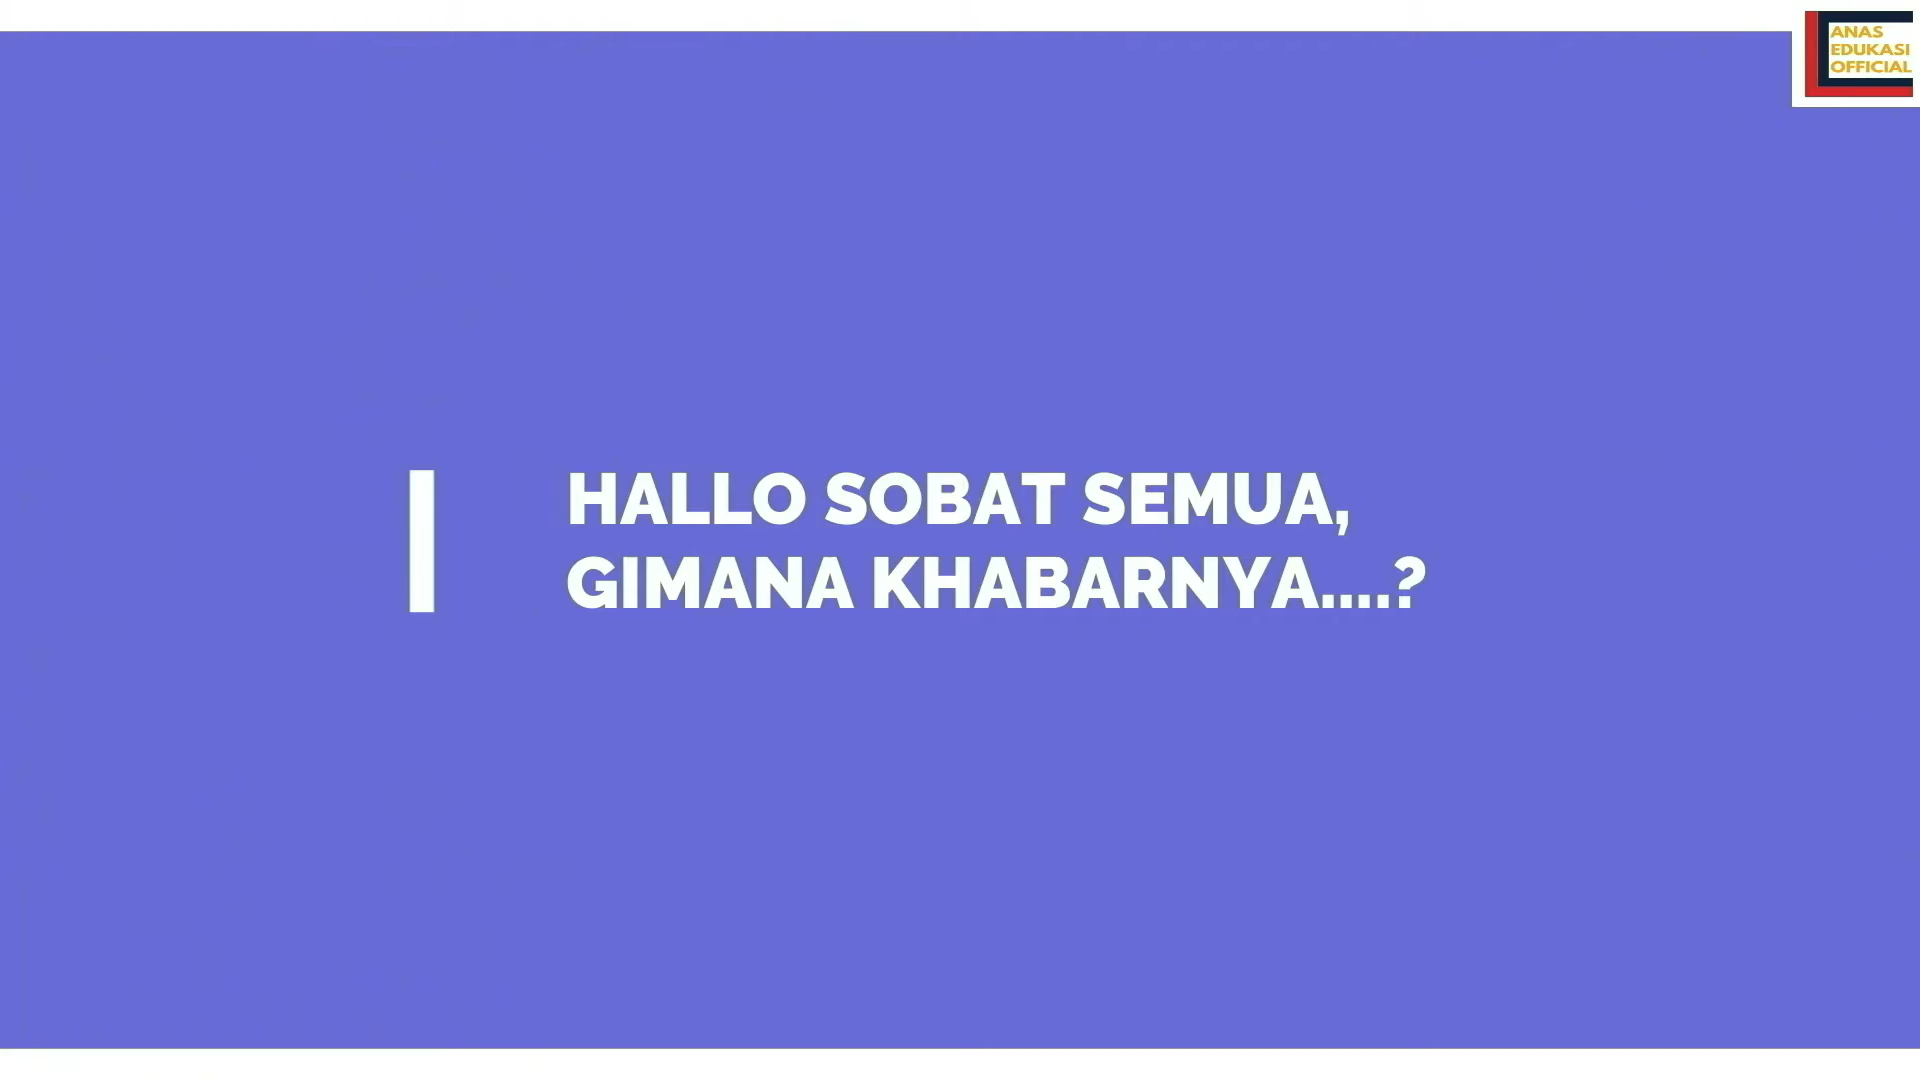 ANAS
EDUKASI
OFFICIAL
HALLO SOBAT SEMUA,
GIMANA KHABARNYA....?